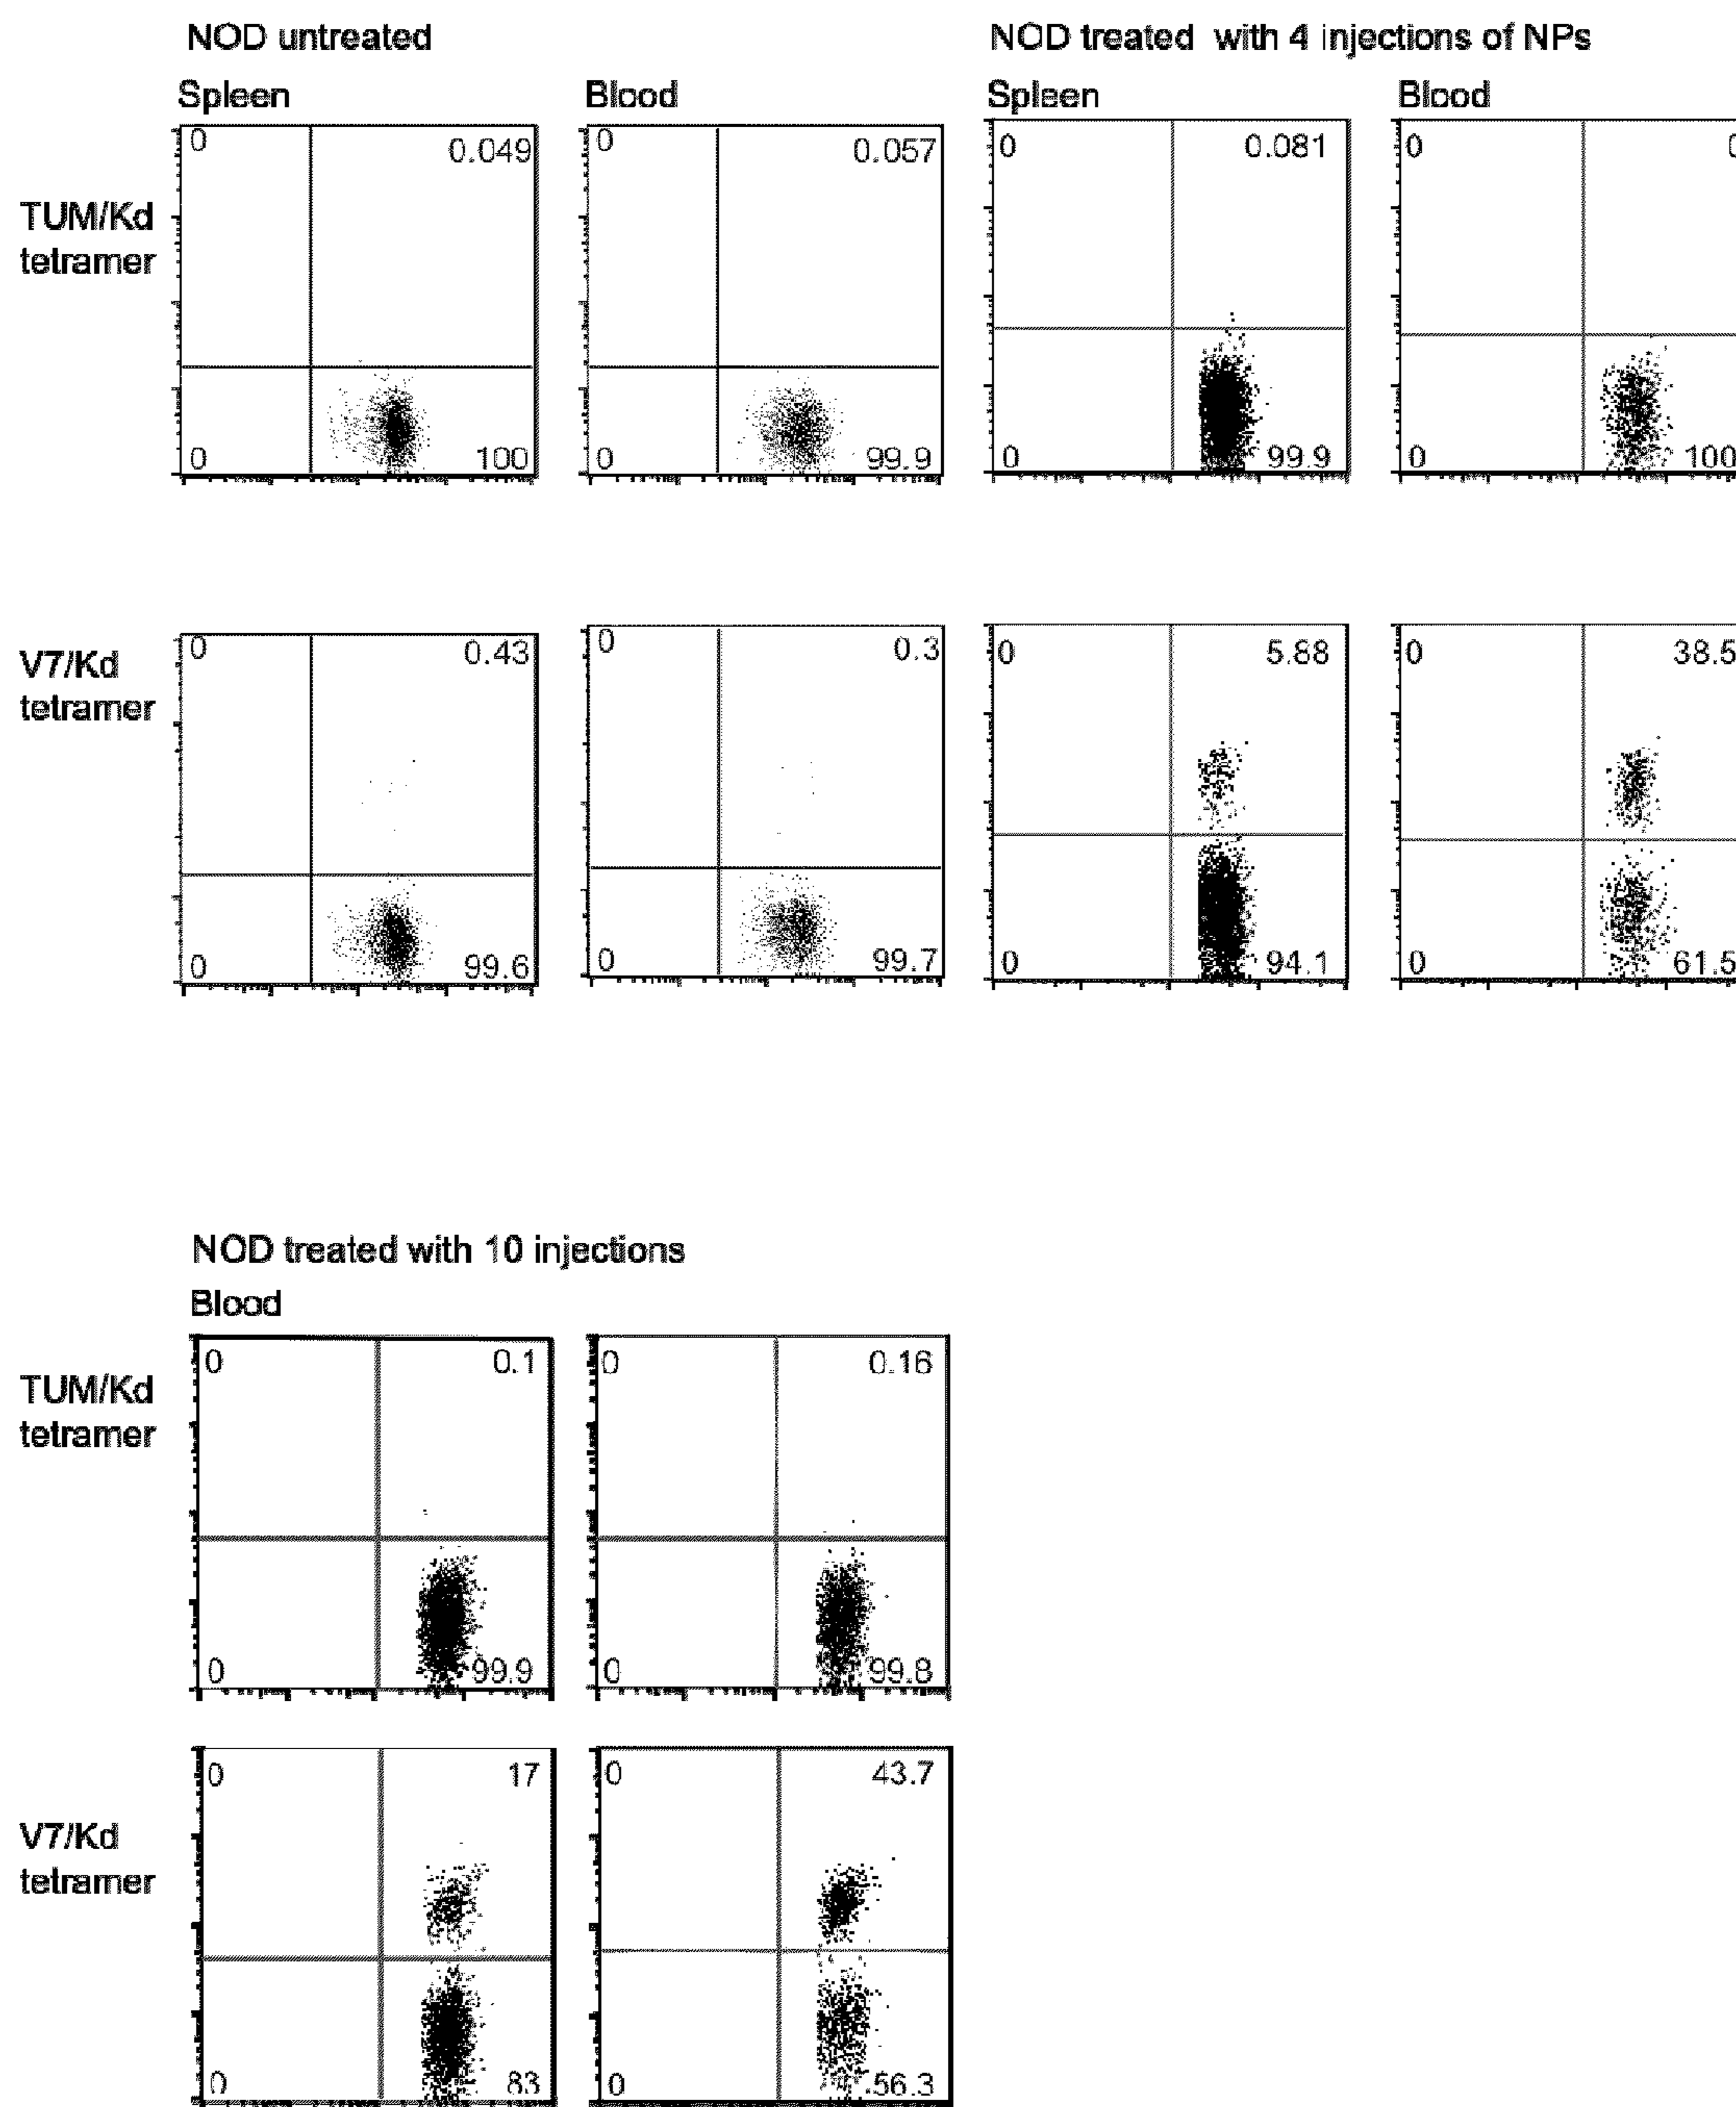 NOD untreated
NOD treated with 4 injections of NPs
Spleen
Blood
Spleen
Blood
TUM/Kd
tetramer
0
0.049
0
100
0
0.057
0
99.9
0
0.081
0
99.9
0
0
100
V7/Kd
tetramer
0
0.43
0
99.6
0
0.3
0
99.7
0
5.88
0
94.1
0
38.5
0
61.5
NOD treated with 10 injections
Blood
TUM/Kd
tetramer
0
0.1
0
99.9
0
0.16
0
99.8
V7/Kd
tetramer
0
17
0
83
0
43.7
0
56.3